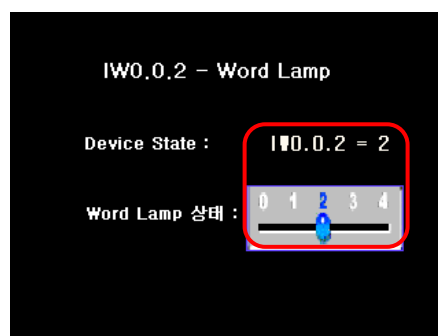 IW0.0.2 - Word Lamp
Device State : IW0.0.2 = 2
0 1 2 3 4
Word Lamp 상태 :